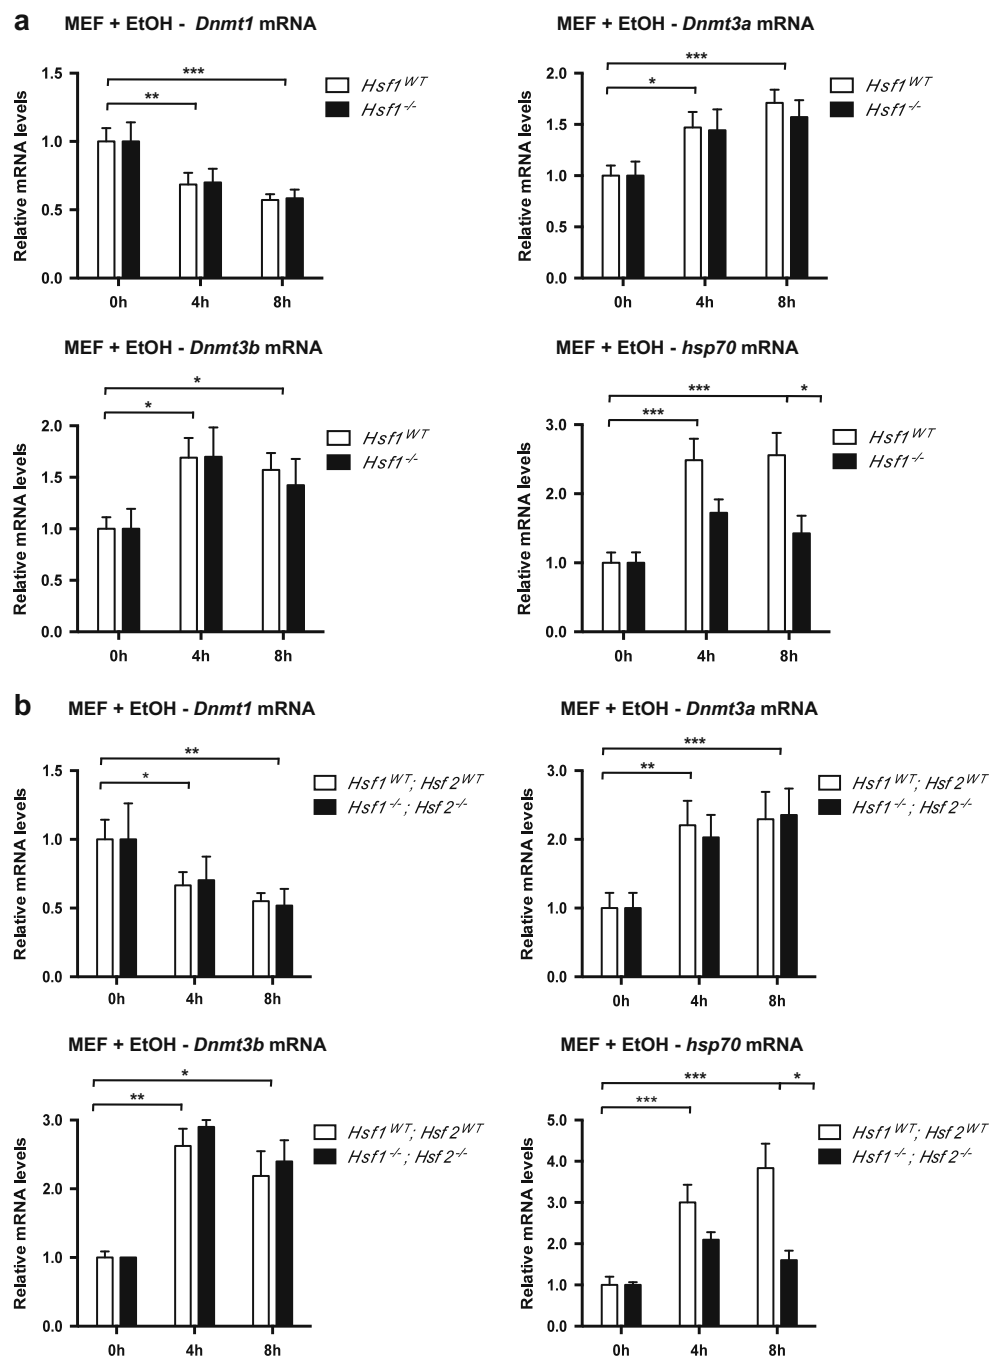 a
MEF + EtOH - Dnmt1 mRNA
Relative mRNA levels
1.5
1.0
0.5
0.0
***
**
0h 4h 8h
Hsf1WT
Hsf1-/-
MEF + EtOH - Dnmt3a mRNA
Relative mRNA levels
2.0
1.5
1.0
0.5
0.0
***
*
0h 4h 8h
Hsf1WT
Hsf1-/-
MEF + EtOH - Dnmt3b mRNA
Relative mRNA levels
2.0
1.5
1.0
0.5
0.0
*
*
0h 4h 8h
Hsf1WT
Hsf1-/-
MEF + EtOH - hsp70 mRNA
Relative mRNA levels
3.0
2.0
1.0
0.0
*** *
***
0h 4h 8h
Hsf1WT
Hsf1-/-
b
MEF + EtOH - Dnmt1 mRNA
Relative mRNA levels
1.5
1.0
0.5
0.0
**
*
0h 4h 8h
Hsf1WT; Hsf2WT
Hsf1-/-; Hsf2-/-
MEF + EtOH - Dnmt3a mRNA
Relative mRNA levels
3.0
2.0
1.0
0.0
***
**
0h 4h 8h
Hsf1WT; Hsf2WT
Hsf1-/-; Hsf2-/-
MEF + EtOH - Dnmt3b mRNA
Relative mRNA levels
3.0
2.0
1.0
0.0
*
**
0h 4h 8h
Hsf1WT; Hsf2WT
Hsf1-/-; Hsf2-/-
MEF + EtOH - hsp70 mRNA
Relative mRNA levels
5.0
4.0
3.0
2.0
1.0
0.0
*** *
***
0h 4h 8h
Hsf1WT; Hsf2WT
Hsf1-/-; Hsf2-/-